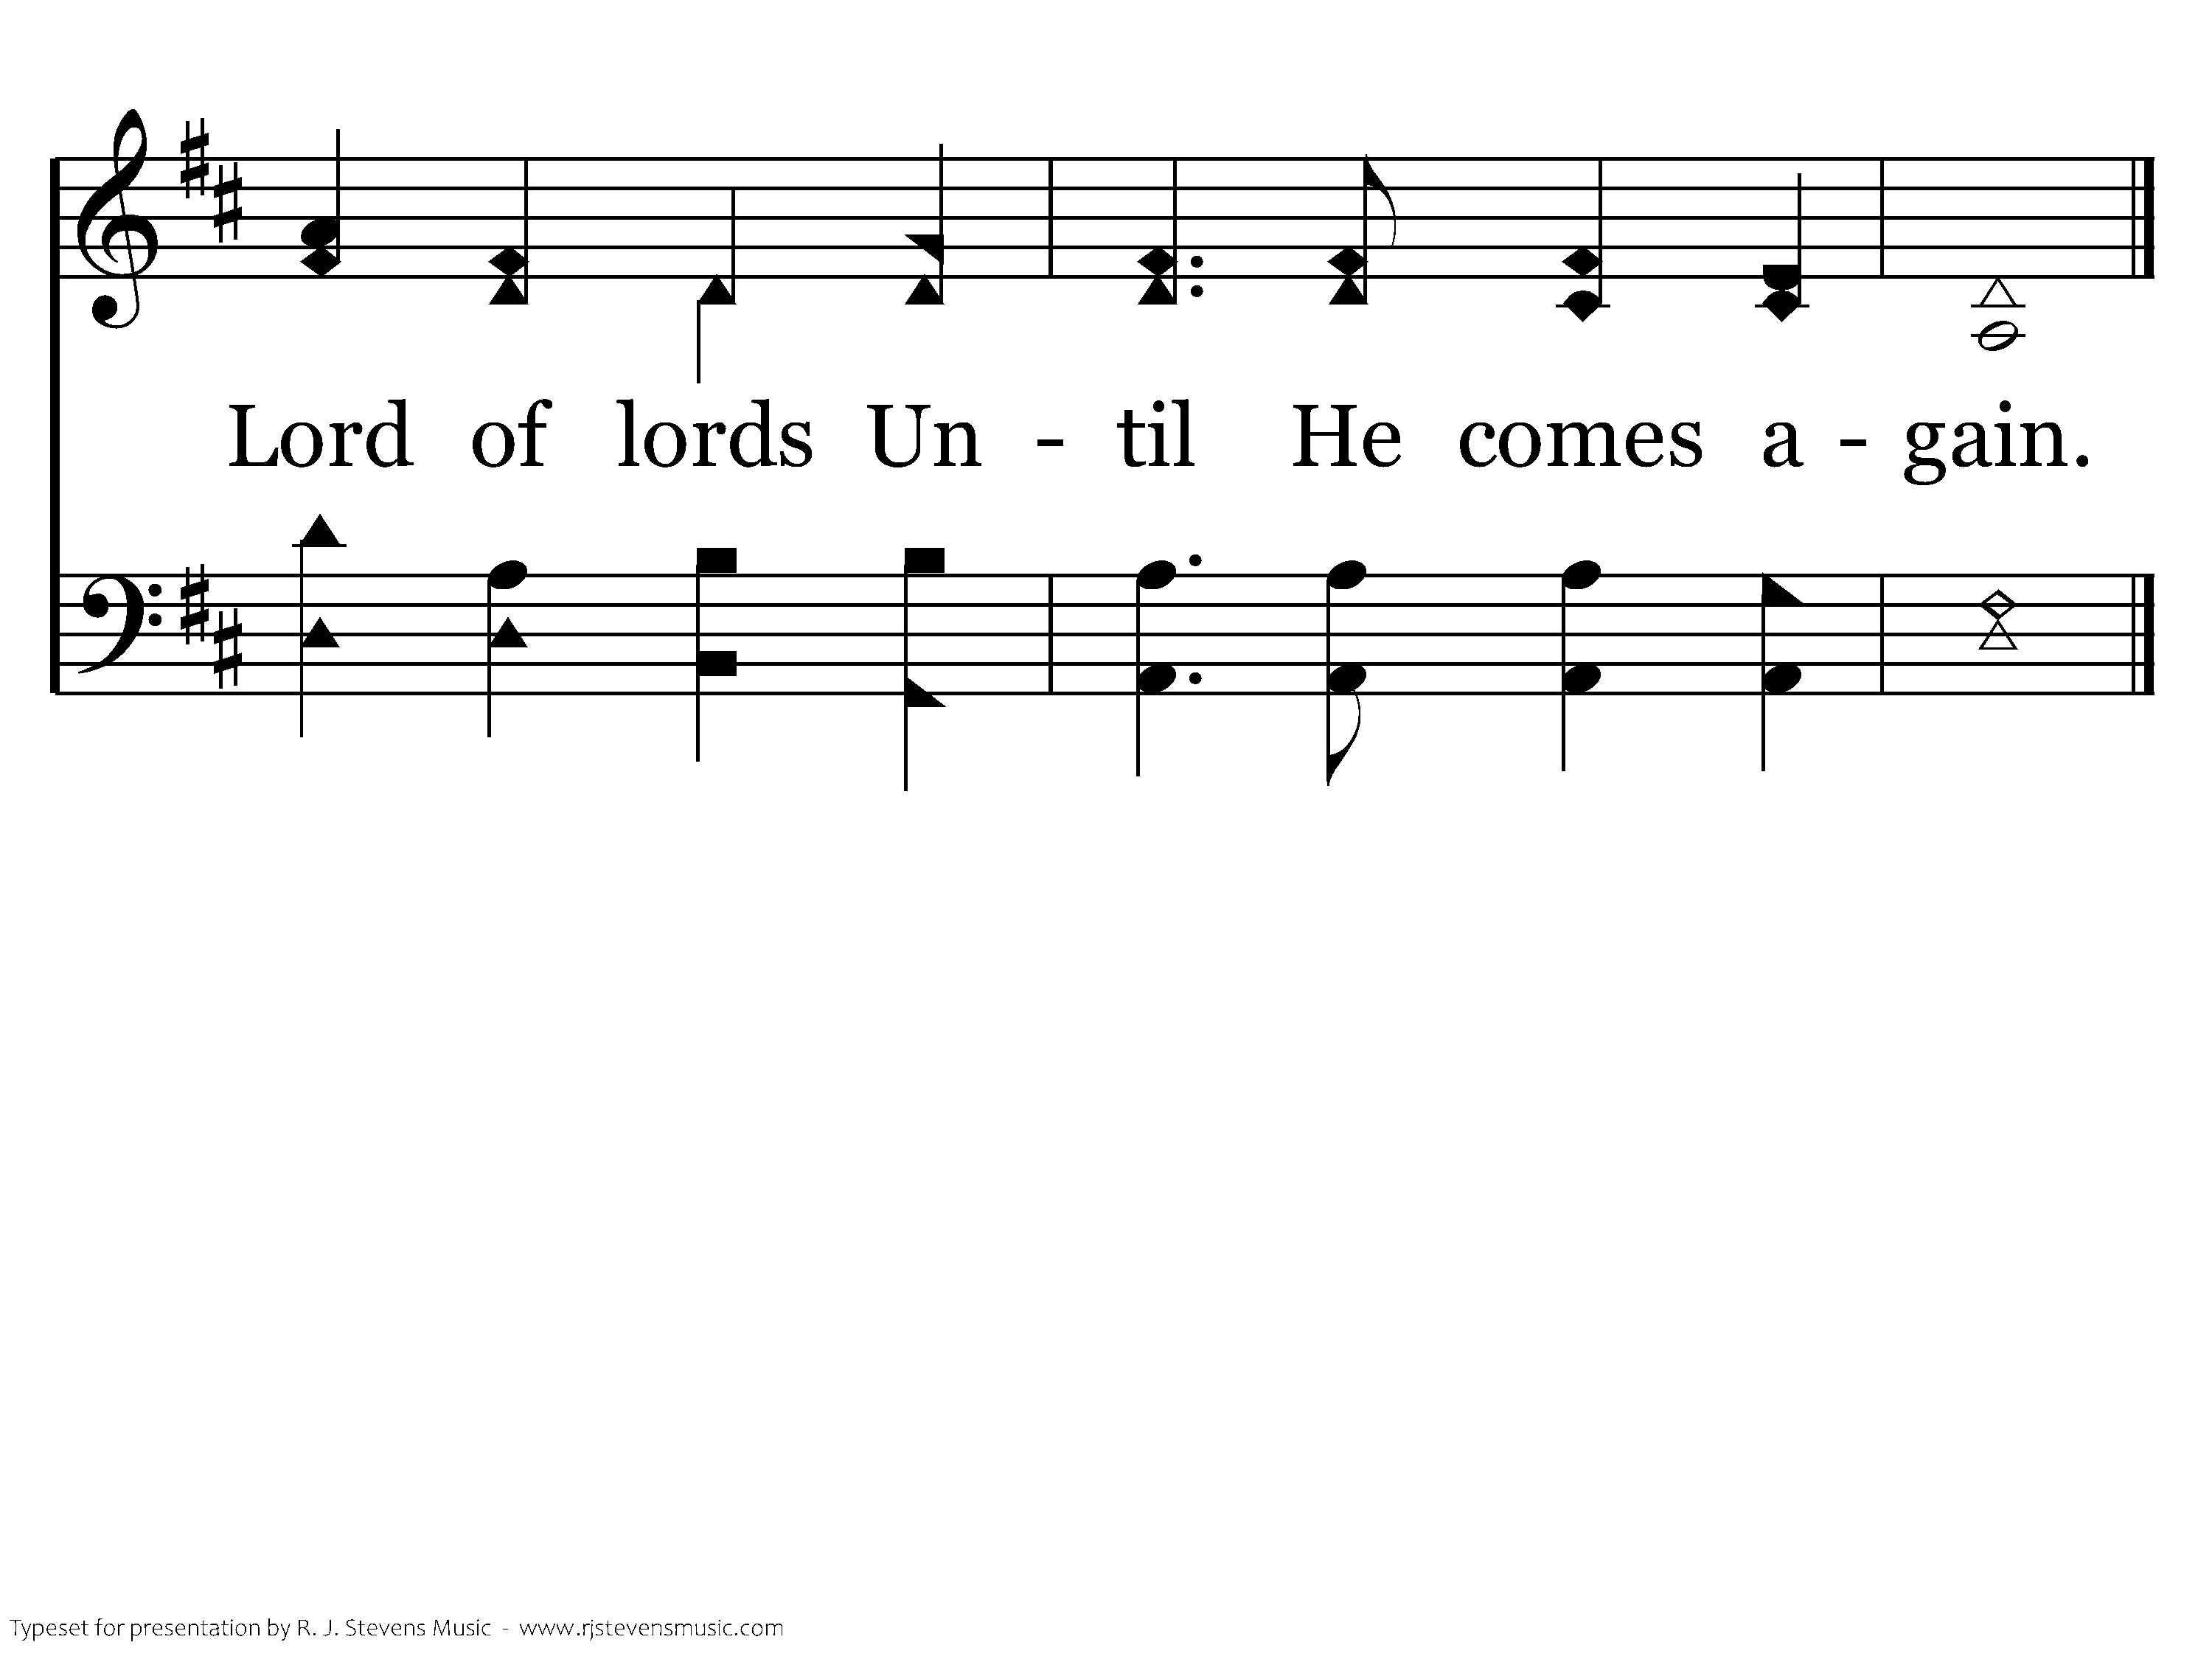 Lord of lords Un - til He comes a - gain.
Typeset for presentation by R. J. Stevens Music - www.rjstevensmusic.com